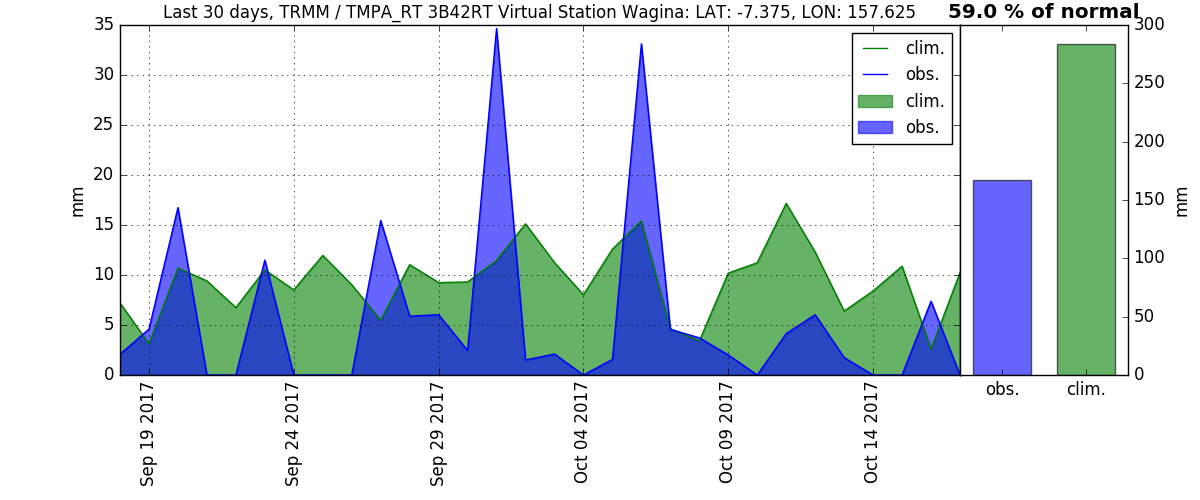 Last 30 days, TRMM / TMPA_RT 3B42RT Virtual Station Wagina: LAT: -7.375, LON: 157.625
59.0 % of normal
35
30
25
20
15
10
5
0
mm
clim.
obs.
clim.
obs.
Sep 19 2017
Sep 24 2017
Sep 29 2017
Oct 04 2017
Oct 09 2017
Oct 14 2017
300
250
200
150
100
50
0
mm
obs.
clim.